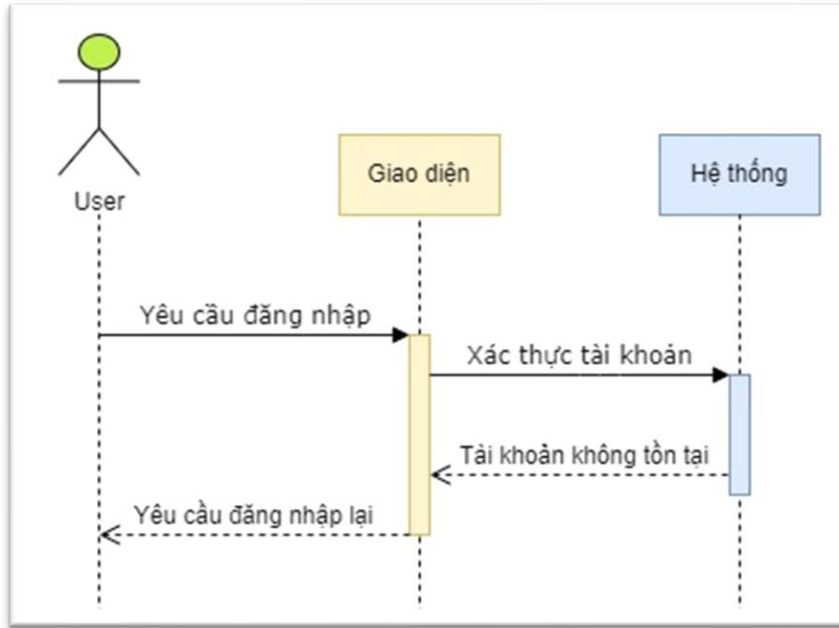 User
Giao diện
Hệ thống
Yêu cầu đăng nhập
Xác thực tài khoản
Tài khoản không tồn tại
Yêu cầu đăng nhập lại